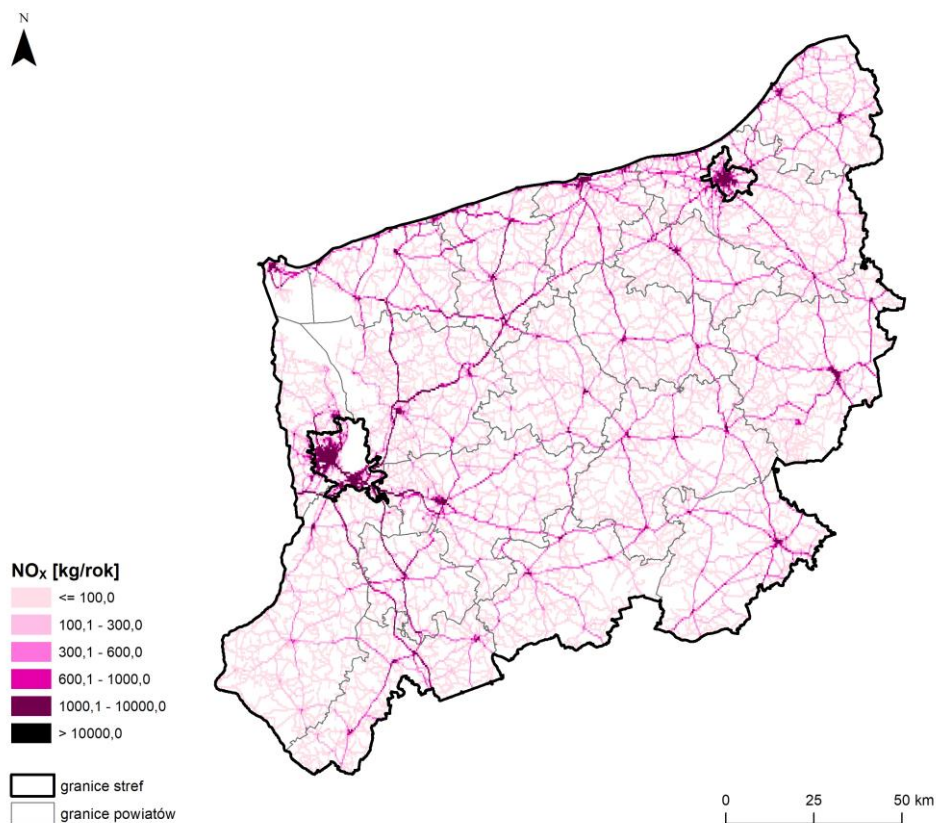 N
NOX [kg/rok]
<= 100,0
100,1 - 300,0
300,1 - 600,0
600,1 - 1000,0
1000,1 - 10000,0
> 10000,0
granice stref
granice powiatów
0 25 50 km